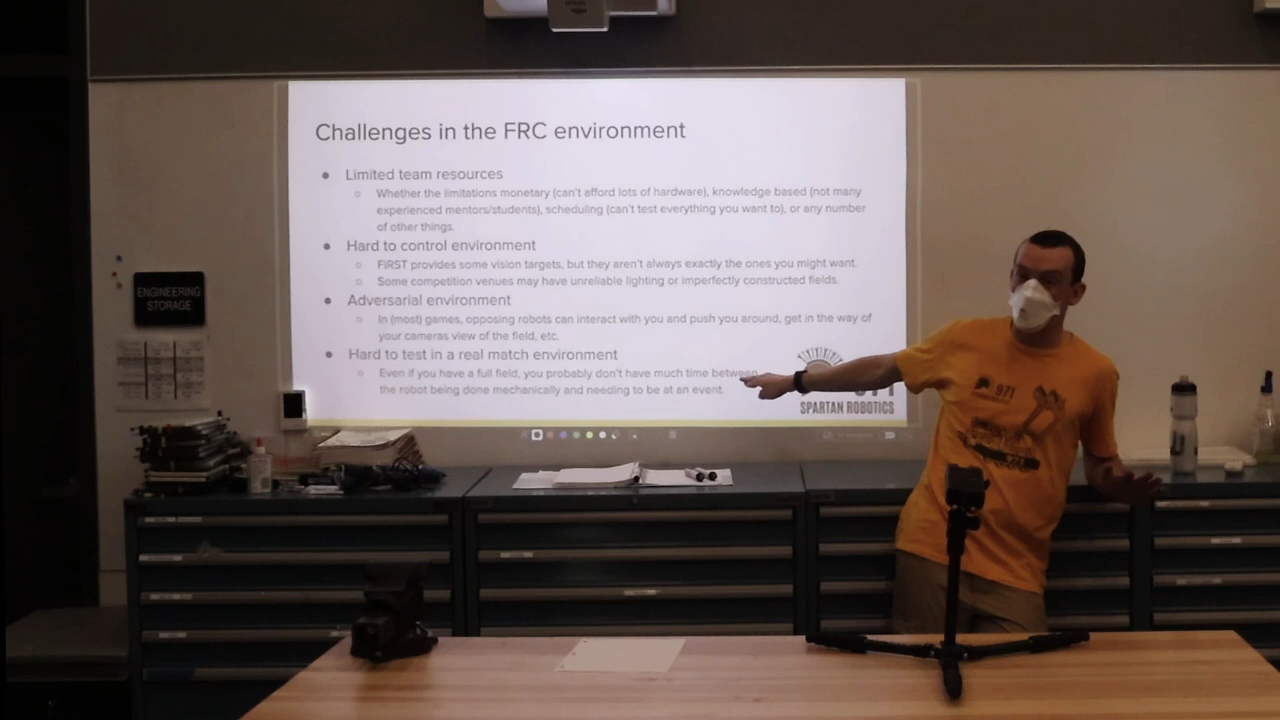 Challenges in the FRC environment
Limited team resources
Whether the limitations monetary (can't afford lots of hardware), knowledge based (not many
experienced mentors/students), scheduling (can't test everything you want to), or any number
of other things.
Hard to control environment
FIRST provides some vision targets, but they aren't always exactly the ones you might want.
Some competition venues may have unreliable lighting or imperfectly constructed fields.
Adversarial environment
In (most) games, opposing robots can interact with you and push you around, get in the way of
your cameras view of the field, etc.
Hard to test in a real match environment
Even if you have a full field, you probably don't have much time between
the robot being done mechanically and needing to be at an event.
SPARTAN ROBOTICS
ENGINEERING
STORAGE
971